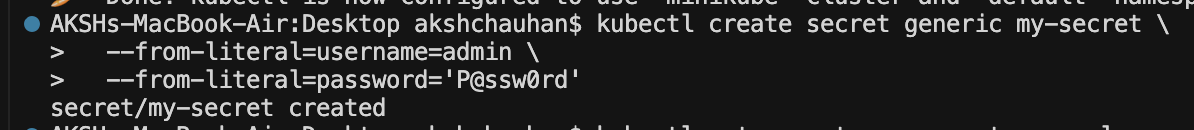 AKSHs-MacBook-Air:Desktop akshchauhan$ kubectl create secret generic my-secret \
>   --from-literal=username=admin \
>   --from-literal=password='P@ssw0rd'
secret/my-secret created